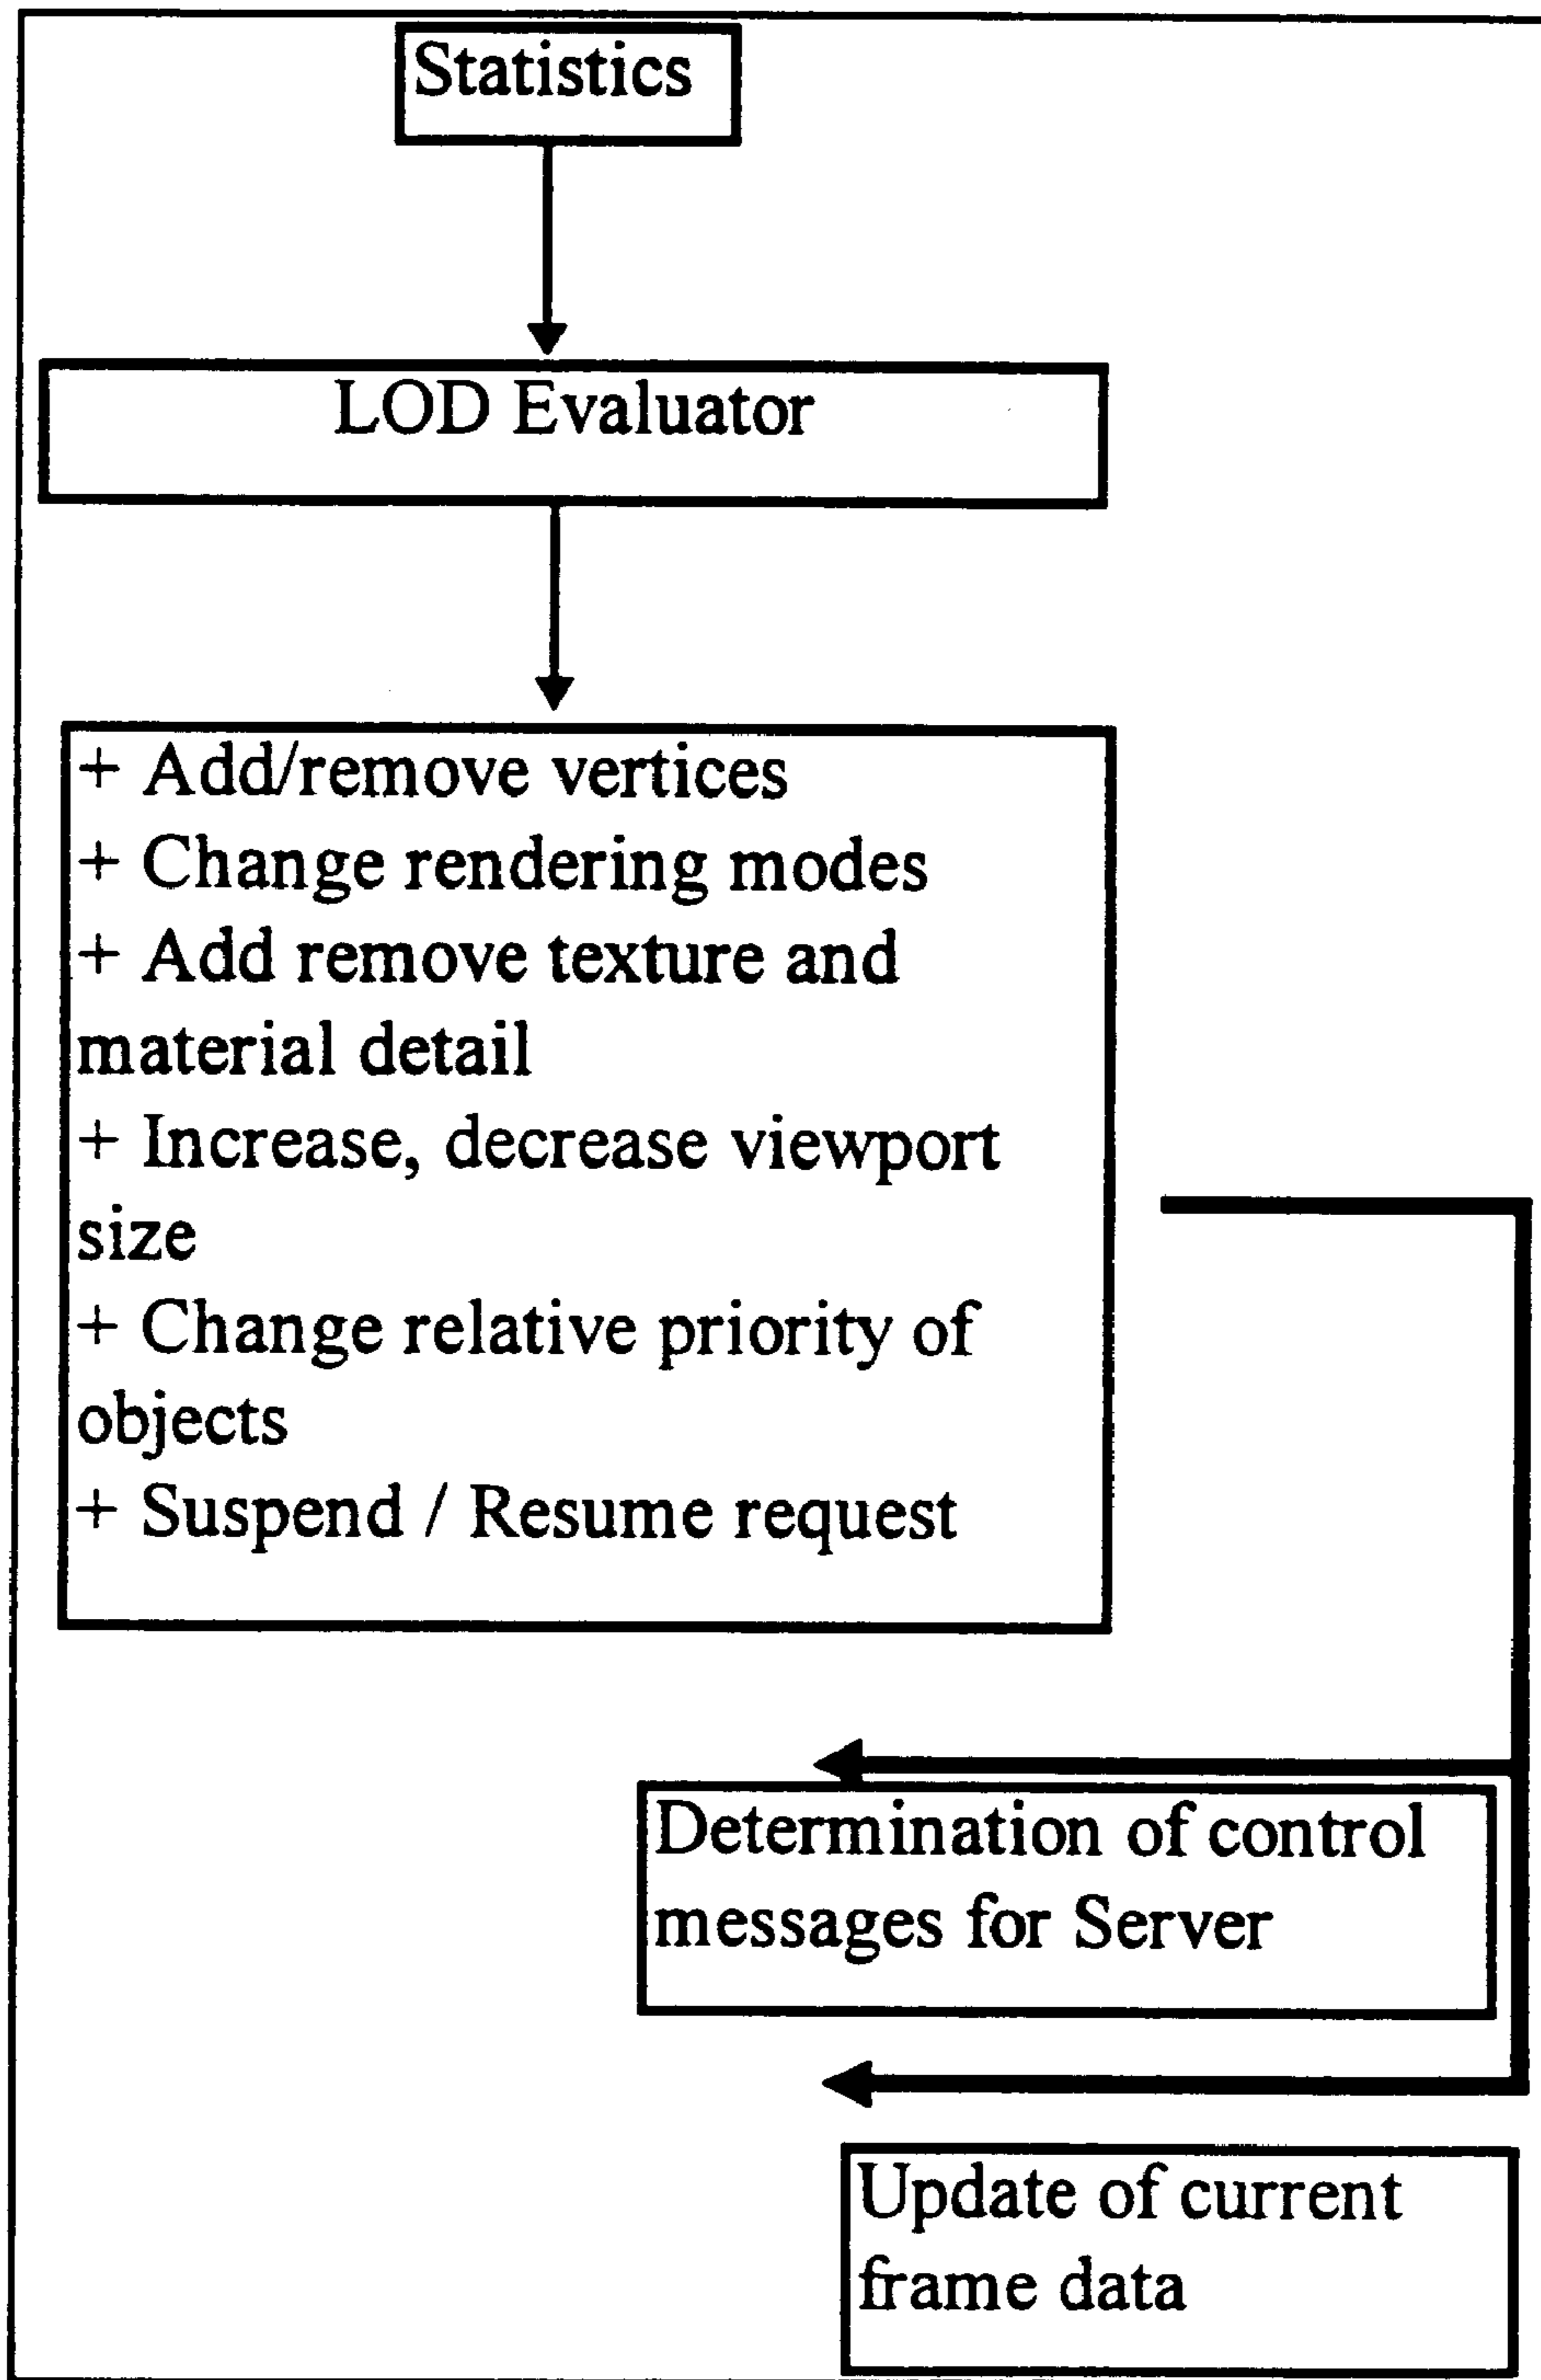 Statistics
LOD Evaluator
+ Add/remove vertices
+ Change rendering modes
+ Add remove texture and
material detail
+ Increase, decrease viewport
size
+ Change relative priority of
objects
+ Suspend / Resume request
Determination of control
messages for Server
Update of current
frame data